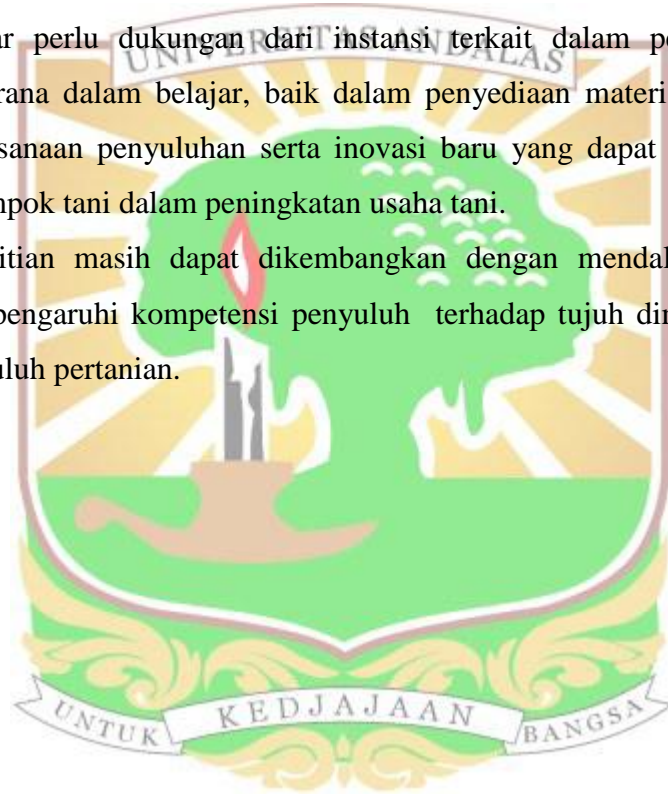 UNIVERSITAS ANDALAS
ar perlu dukungan dari instansi terkait dalam pe
rana dalam belajar, baik dalam penyediaan materi
sanaan penyuluhan serta inovasi baru yang dapat
npok tani dalam peningkatan usaha tani.
itian masih dapat dikembangkan dengan mendal
pengaruhi kompetensi penyuluh terhadap tujuh din
uluh pertanian.
UNTUK KEDJAJAAN BANGSA